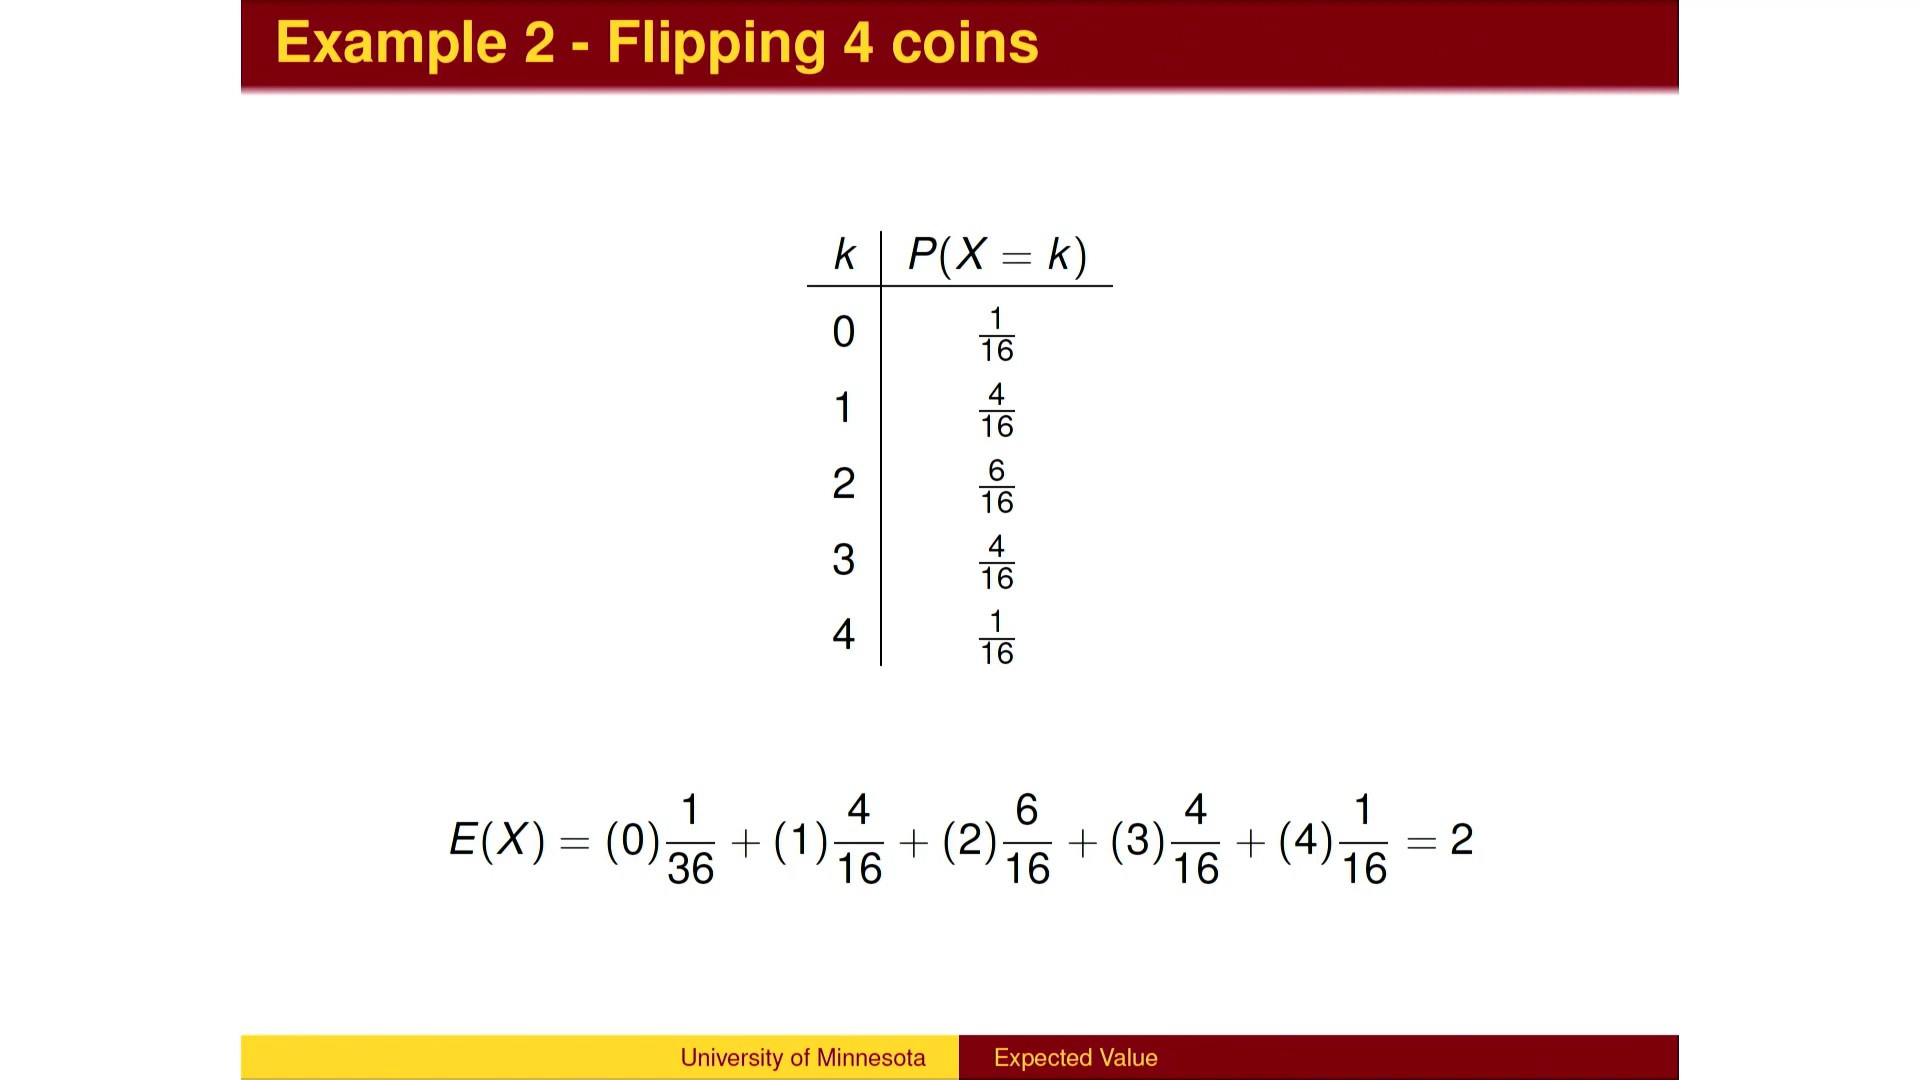 Example 2 - Flipping 4 coins
k P(X = k)
0 1/16
1 4/16
2 6/16
3 4/16
4 1/16
E(X) = (0)1/36 + (1)4/16 + (2)6/16 + (3)4/16 + (4)1/16 = 2
University of Minnesota Expected Value